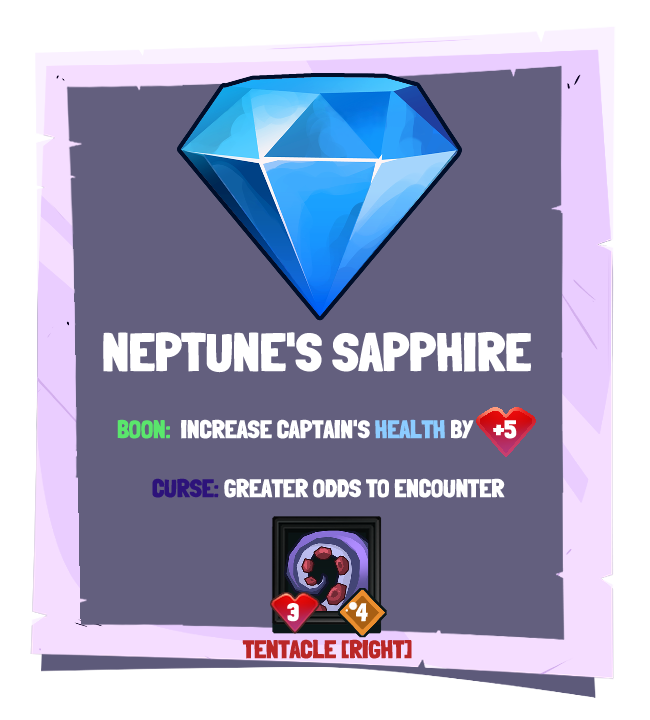 NEPTUNE'S SAPPHIRE
BOON: INCREASE CAPTAIN'S HEALTH BY +5
CURSE: GREATER ODDS TO ENCOUNTER
3 4
TENTACLE [RIGHT]